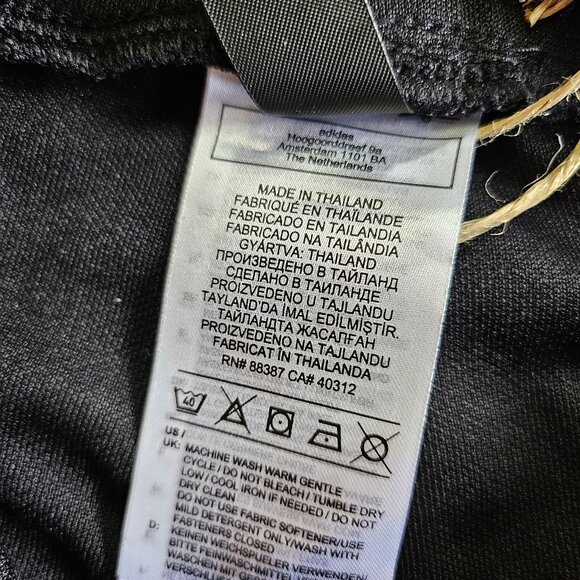 adidas
Hoogoorddreef 9a
Amsterdam 1101 BA
The Netherlands
MADE IN THAILAND
FABRIQUÉ EN THAÏLANDE
FABRICADO EN TAILANDIA
FABRICADO NA TAILÂNDIA
GYÁRTVA: THAILAND
ПРОИЗВЕДЕНО В ТАЙЛАНД
СДЕЛАНО В ТАИЛАНДЕ
PROIZVEDENO U TAJLANDU
TAYLAND'DA İMAL EDİLMİŞTİR.
ТАЙЛАНДТА ЖАСАЛҒАН
PROIZVEDENO NA TAJLANDU
FABRICAT ÎN THAILANDA
RN# 88387 CA# 40312
40
US /
UK: MACHINE WASH WARM GENTLE
CYCLE / DO NOT BLEACH / TUMBLE DRY
LOW / COOL IRON IF NEEDED / DO NOT
DRY CLEAN
DO NOT USE FABRIC SOFTENER/USE
MILD DETERGENT ONLY/WASH WITH
FASTENERS CLOSED
D: KEINEN WEICHSPÜLER VERWENDEN
BITTE FEINWASCHMITTEL VERWENDEN
WASCHEN MIT